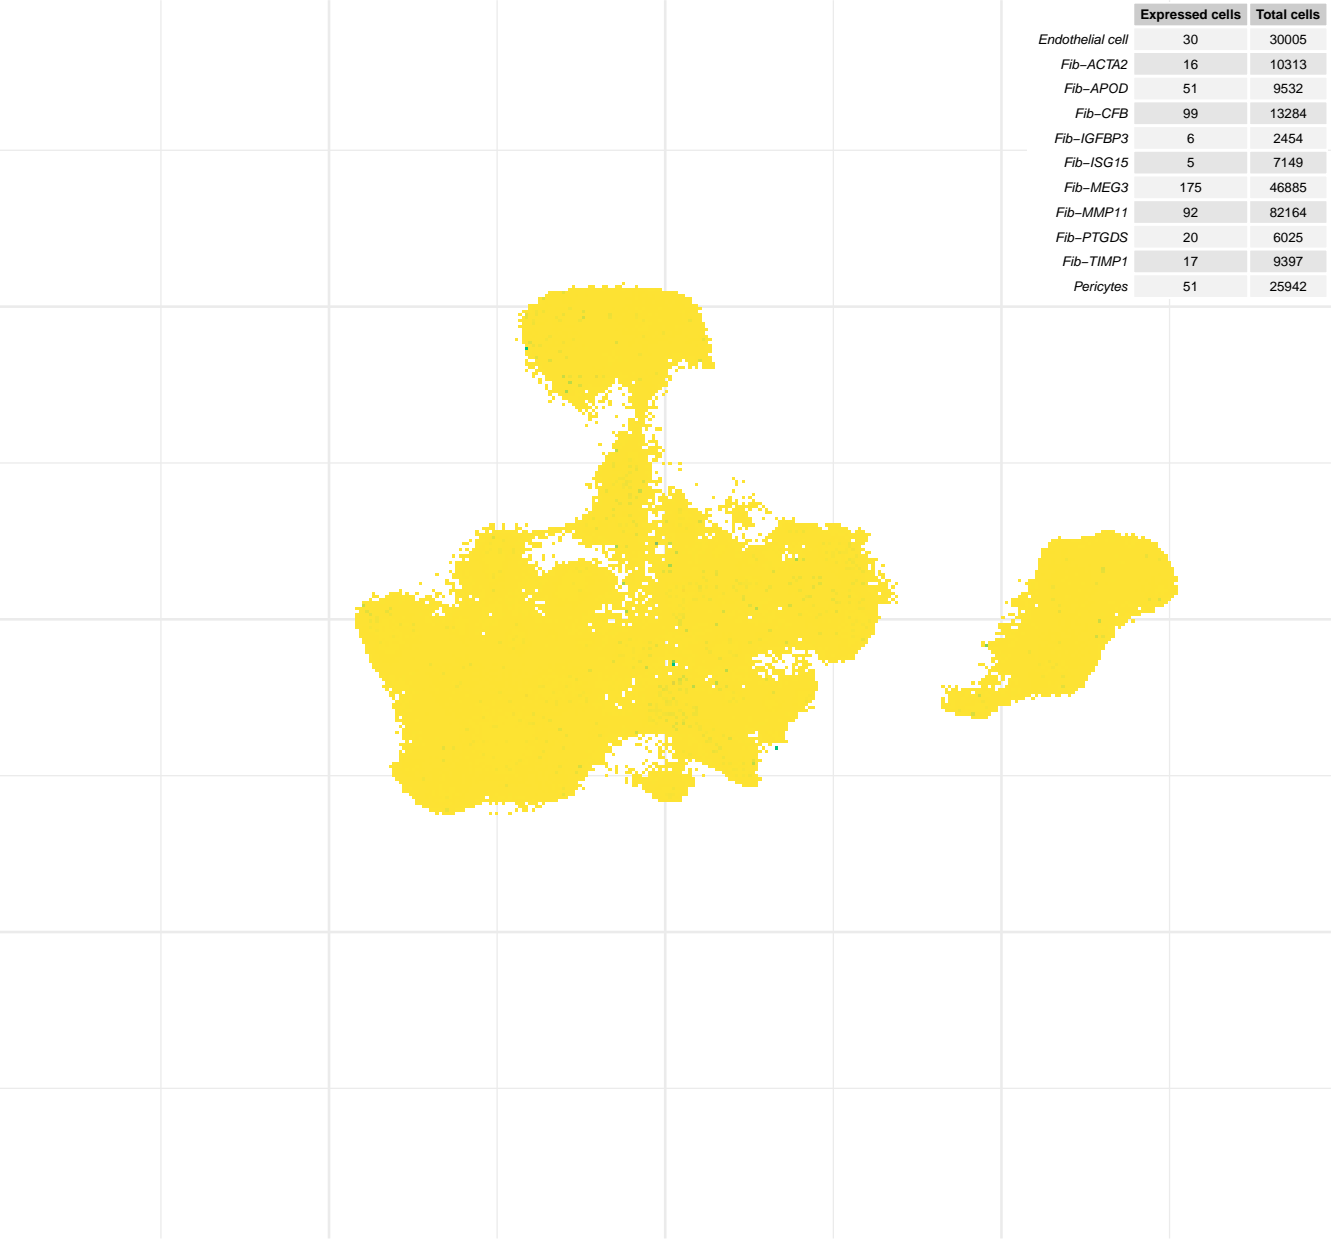 Expressed cells Total cells
Endothelial cell 30 30005
Fib−ACTA2 16 10313
Fib−APOD 51 9532
Fib−CFB 99 13284
Fib−IGFBP3 6 2454
Fib−ISG15 5 7149
Fib−MEG3 175 46885
Fib−MMP11 92 82164
Fib−PTGDS 20 6025
Fib−TIMP1 17 9397
Pericytes 51 25942